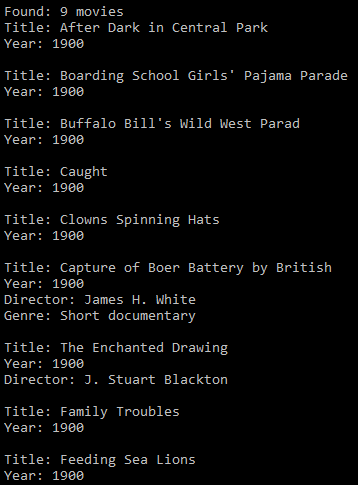 Found: 9 movies
Title: After Dark in Central Park
Year: 1900
Title: Boarding School Girls' Pajama Parade
Year: 1900
Title: Buffalo Bill's Wild West Parad
Year: 1900
Title: Caught
Year: 1900
Title: Clowns Spinning Hats
Year: 1900
Title: Capture of Boer Battery by British
Year: 1900
Director: James H. White
Genre: Short documentary
Title: The Enchanted Drawing
Year: 1900
Director: J. Stuart Blackton
Title: Family Troubles
Year: 1900
Title: Feeding Sea Lions
Year: 1900